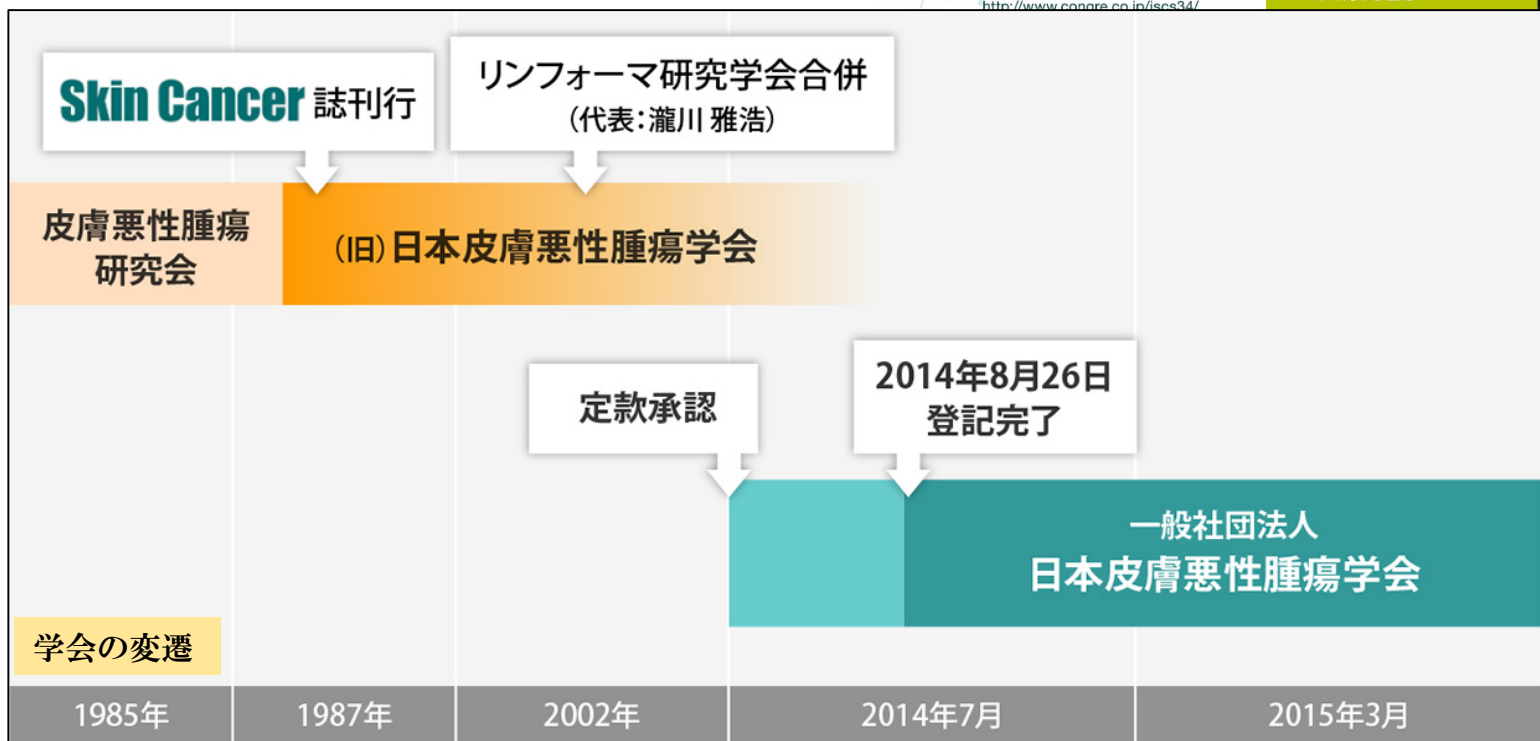 http://www.congre.co.jp/jscs34/
Skin Cancer 誌刊行
リンフォーマ研究学会合併
（代表：瀧川 雅浩）
皮膚悪性腫瘍
研究会
（旧）日本皮膚悪性腫瘍学会
定款承認
2014年8月26日
登記完了
一般社団法人
日本皮膚悪性腫瘍学会
学会の変遷
1985年
1987年
2002年
2014年7月
2015年3月